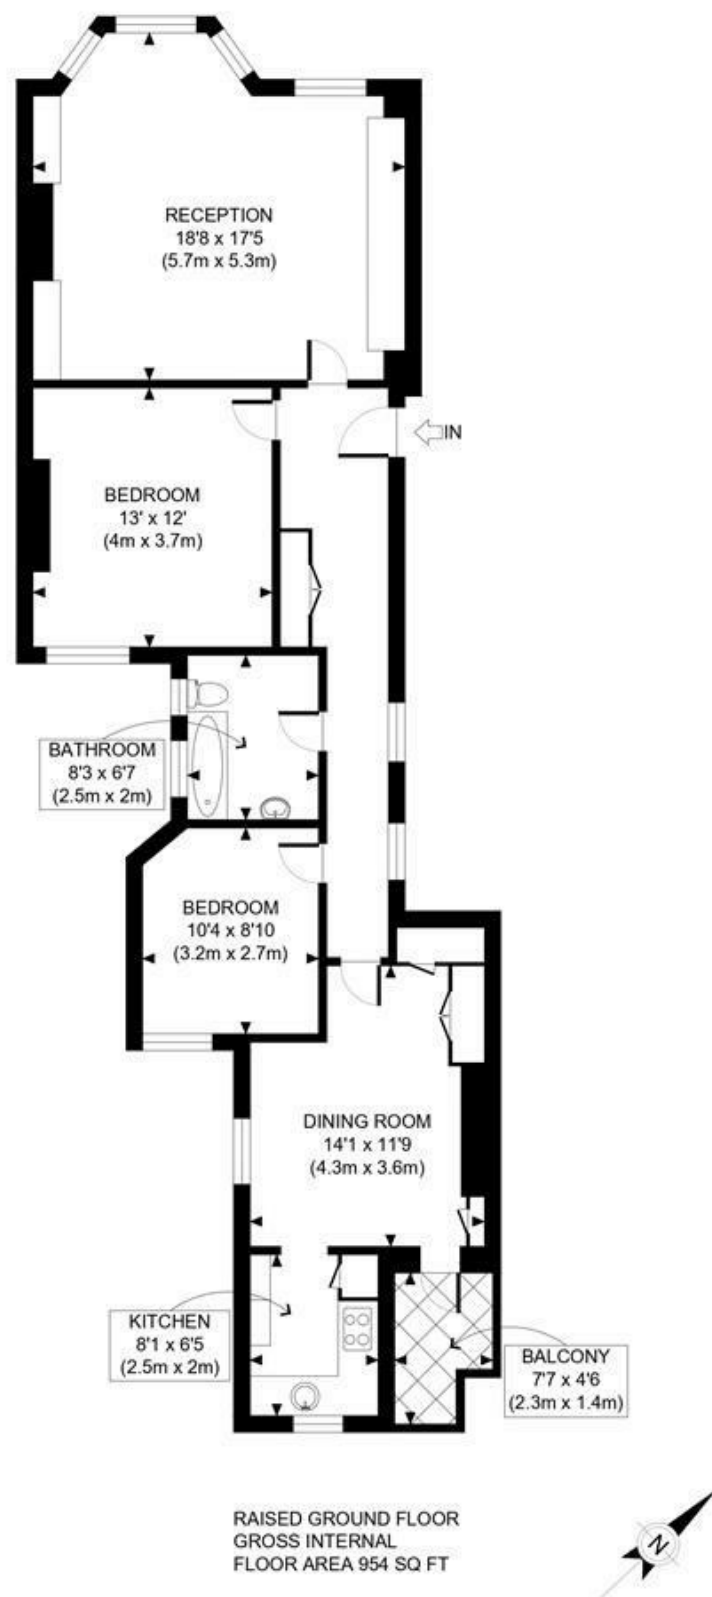 RECEPTION
18'8 x 17'5
(5.7m x 5.3m)
IN
BEDROOM
13' x 12'
(4m x 3.7m)
BATHROOM
8'3 x 6'7
(2.5m x 2m)
BEDROOM
10'4 x 8'10
(3.2m x 2.7m)
DINING ROOM
14'1 x 11'9
(4.3m x 3.6m)
KITCHEN
8'1 x 6'5
(2.5m x 2m)
BALCONY
7'7 x 4'6
(2.3m x 1.4m)
RAISED GROUND FLOOR
GROSS INTERNAL
FLOOR AREA 954 SQ FT
N